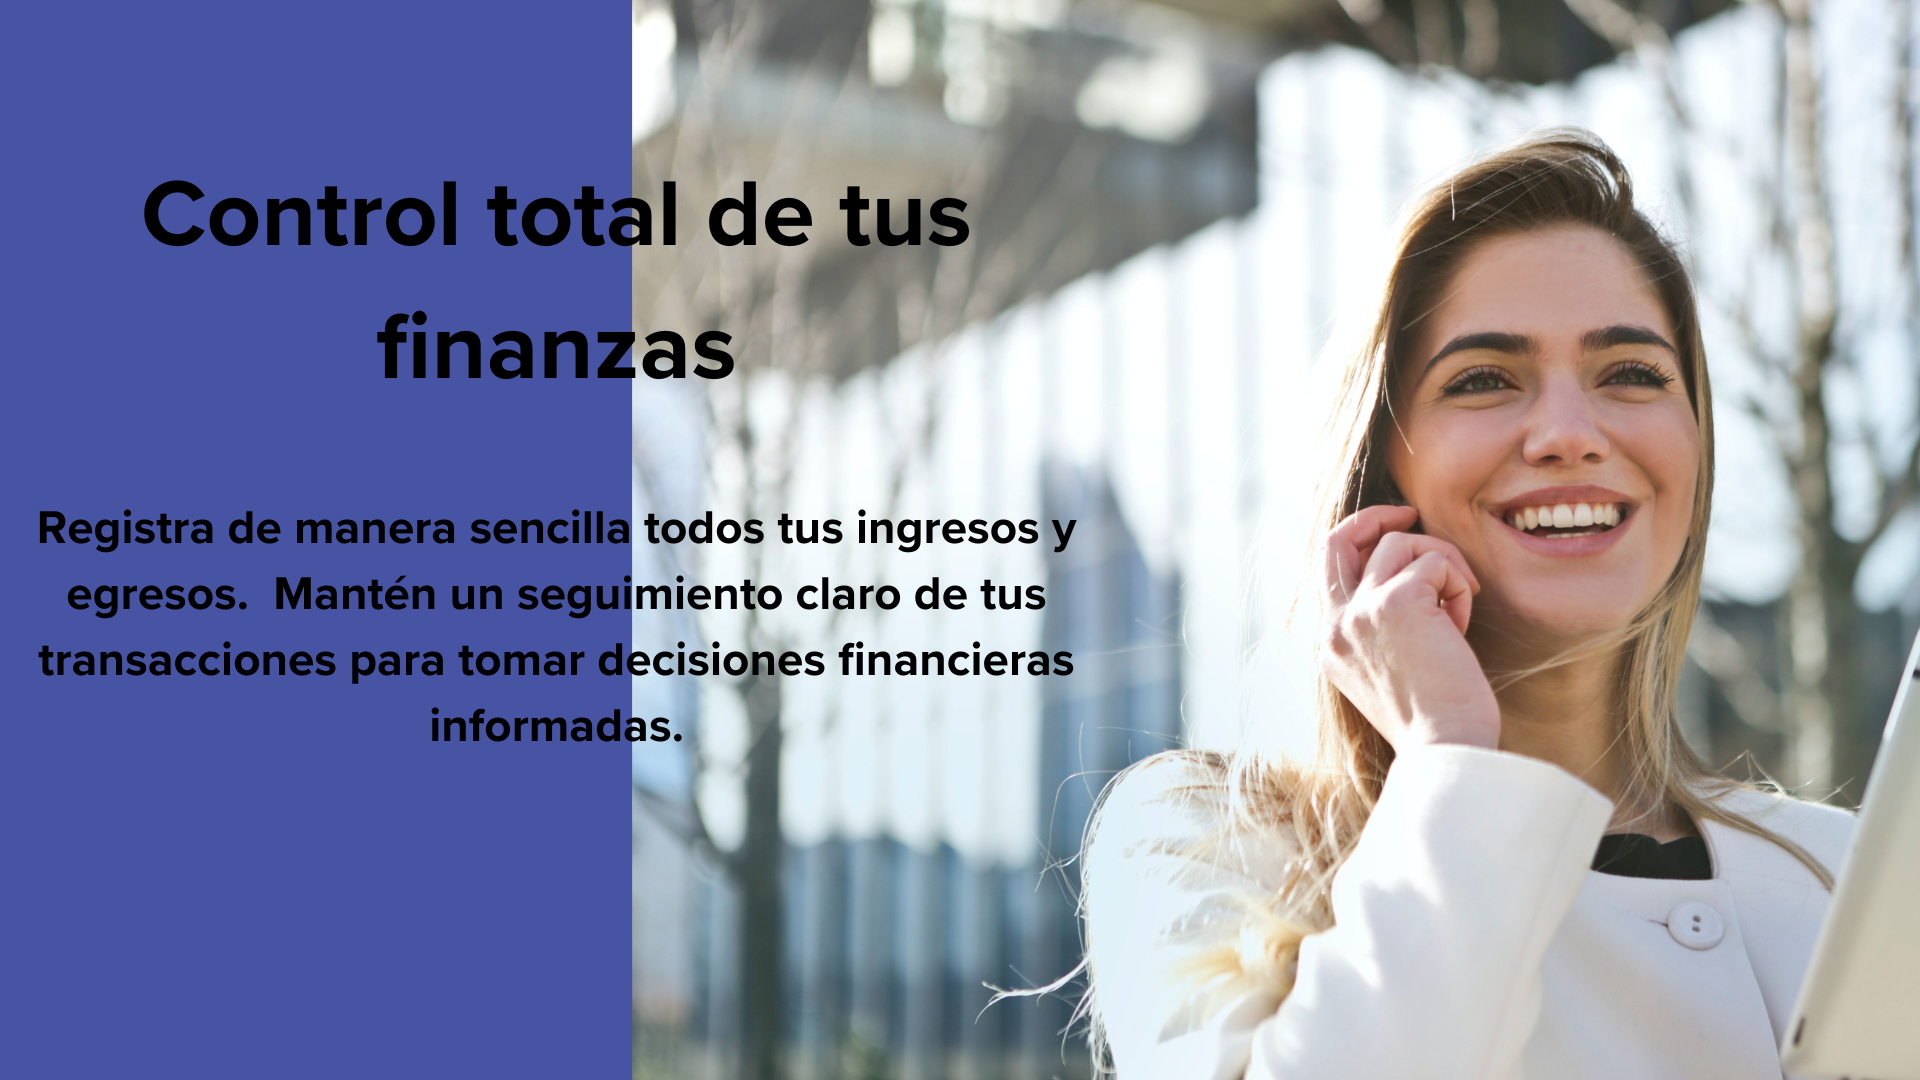 Control total de tus
finanzas
Registra de manera sencilla todos tus ingresos y
egresos.  Mantén un seguimiento claro de tus
transacciones para tomar decisiones financieras
informadas.